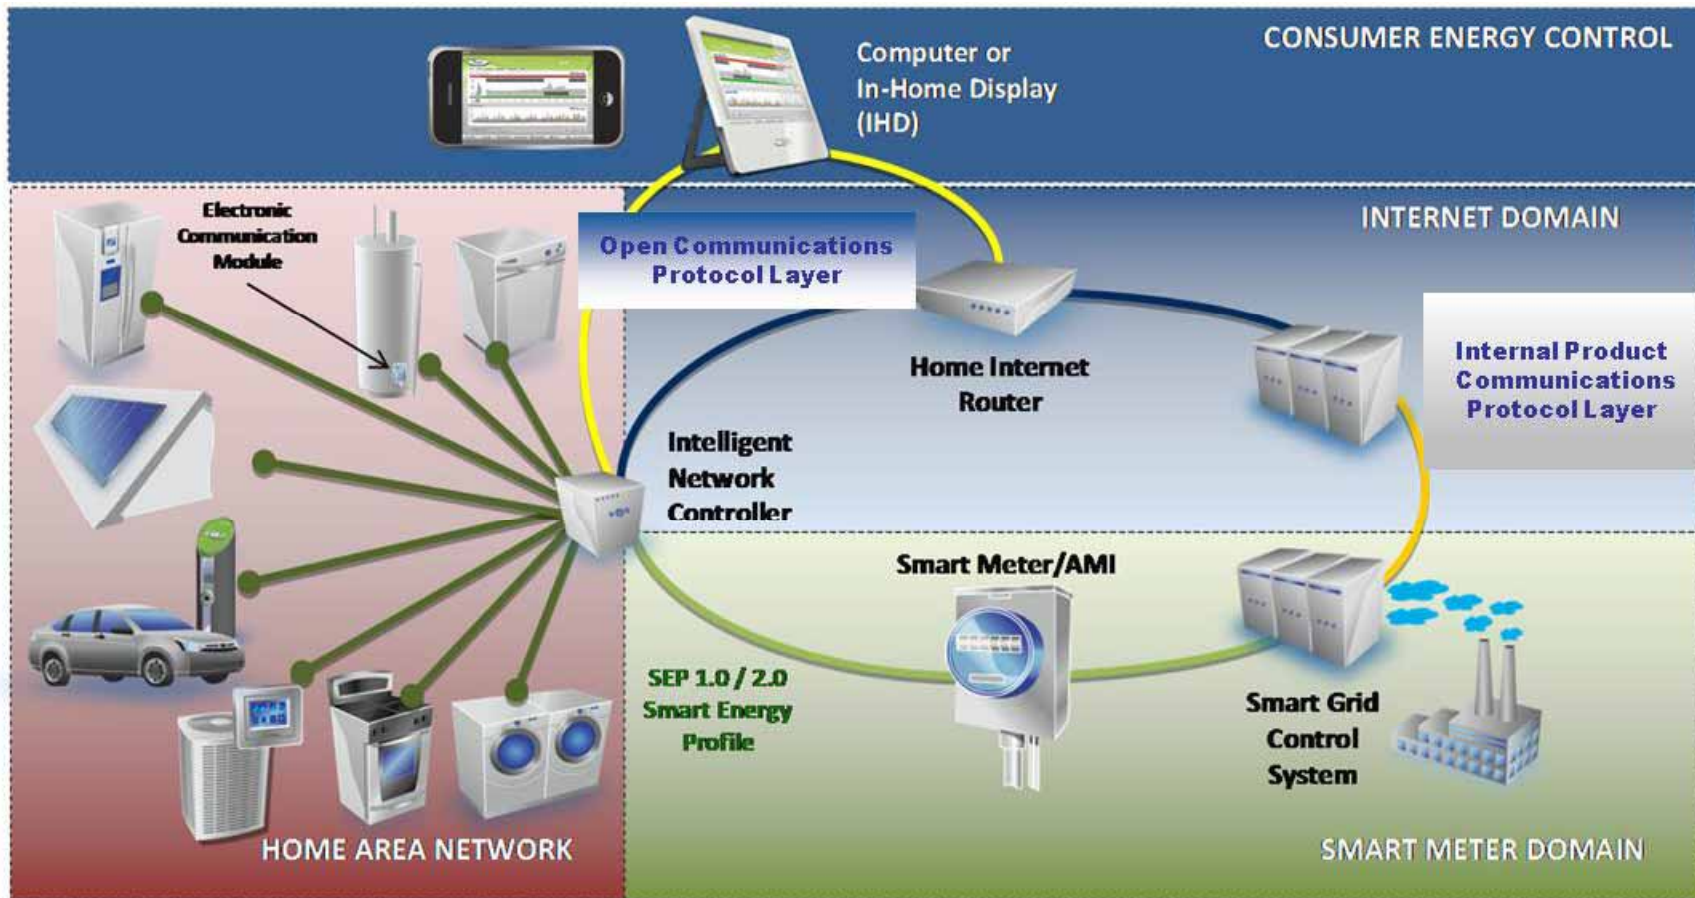 CONSUMER ENERGY CONTROL
Computer or
In-Home Display
(IHD)
Electronic
Communication
Module
Open Communications
Protocol Layer
INTERNET DOMAIN
Internal Product
Communications
Protocol Layer
Home Internet
Router
Intelligent
Network
Controller
Smart Meter/AMI
SEP 1.0 / 2.0
Smart Energy
Profile
Smart Grid
Control
System
HOME AREA NETWORK
SMART METER DOMAIN